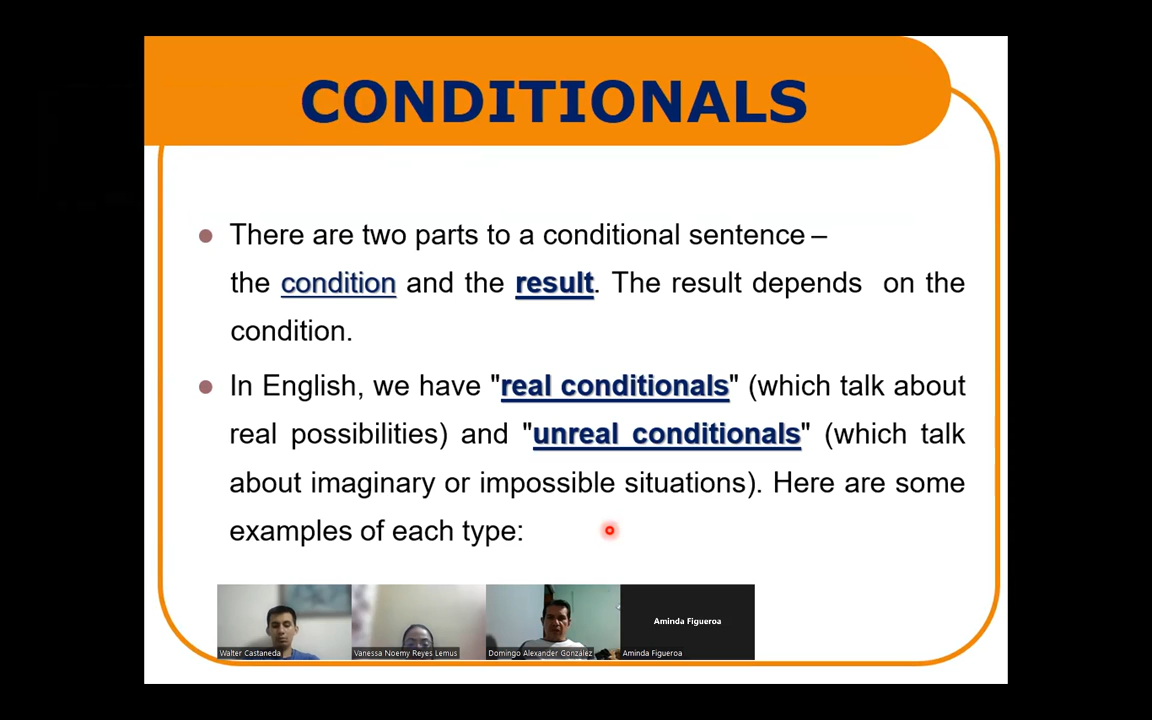 CONDITIONALS
There are two parts to a conditional sentence –
the condition and the result. The result depends on the
condition.
In English, we have "real conditionals" (which talk about
real possibilities) and "unreal conditionals" (which talk
about imaginary or impossible situations). Here are some
examples of each type:
Aminda Figueroa
Walter Castaneda
Vanessa Noemy Reyes Lemus
Domingo Alexander Gonzalez
Aminda Figueroa